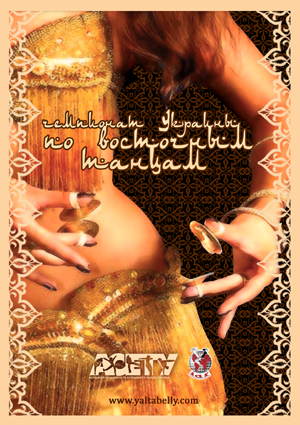 чемпионат Украины
по восточным
танцам
www.yaltabelly.com